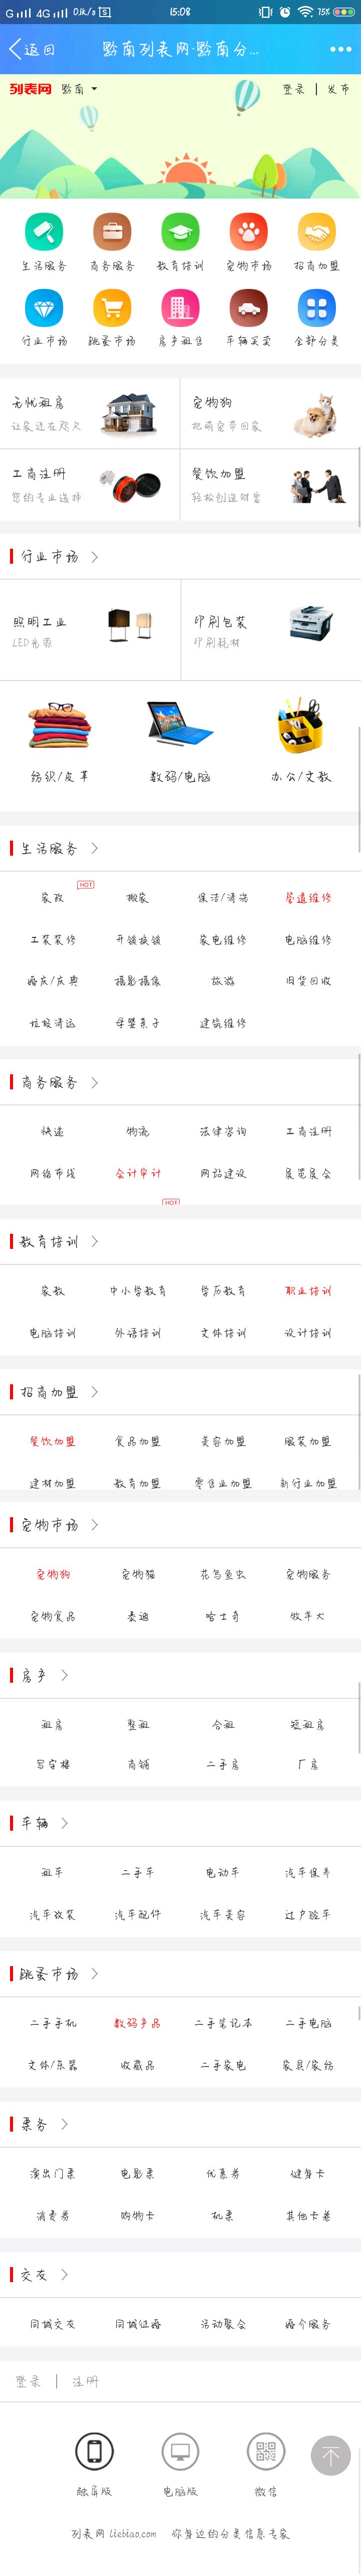 G 4G 0.1k/s S 15:08 75%
返回 黔南列表网-黔南分...
列表网 黔南 登录 | 发布
生活服务 商务服务 教育培训 宠物市场 招商加盟
行业市场 跳蚤市场 房产租售 车辆买卖 全部分类
无忧租房 宠物狗
让家近在咫尺 把萌宠带回家
工商注册 餐饮加盟
您的专业选择 轻松创造财富
行业市场
照明工业 印刷包装
LED光源 印刷耗材
纺织/皮革 数码/电脑 办公/文教
生活服务
HOT
家政 搬家 保洁/清洗 管道维修
工装装修 开锁换锁 家电维修 电脑维修
婚庆/庆典 摄影摄像 旅游 旧货回收
垃圾清运 母婴亲子 建筑维修
商务服务
快递 物流 法律咨询 工商注册
网络布线 会计审计 网站建设 展览展会
HOT
教育培训
家教 中小学教育 学历教育 职业培训
电脑培训 外语培训 文体培训 设计培训
招商加盟
餐饮加盟 食品加盟 美容加盟 服装加盟
建材加盟 教育加盟 零售业加盟 新行业加盟
宠物市场
宠物狗 宠物猫 花鸟鱼虫 宠物服务
宠物食品 泰迪 哈士奇 牧羊犬
房产
租房 整租 合租 短租房
写字楼 商铺 二手房 厂房
车辆
租车 二手车 电动车 汽车保养
汽车改装 汽车配件 汽车美容 过户验车
跳蚤市场
二手手机 数码产品 二手笔记本 二手电脑
文体/乐器 收藏品 二手家电 家具/家纺
票务
演出门票 电影票 优惠券 健身卡
消费券 购物卡 机票 其他卡卷
交友
同城交友 同城征婚 活动聚会 婚介服务
登录 | 注册
触屏版 电脑版 微信
列表网 liebiao.com 你身边的分类信息专家